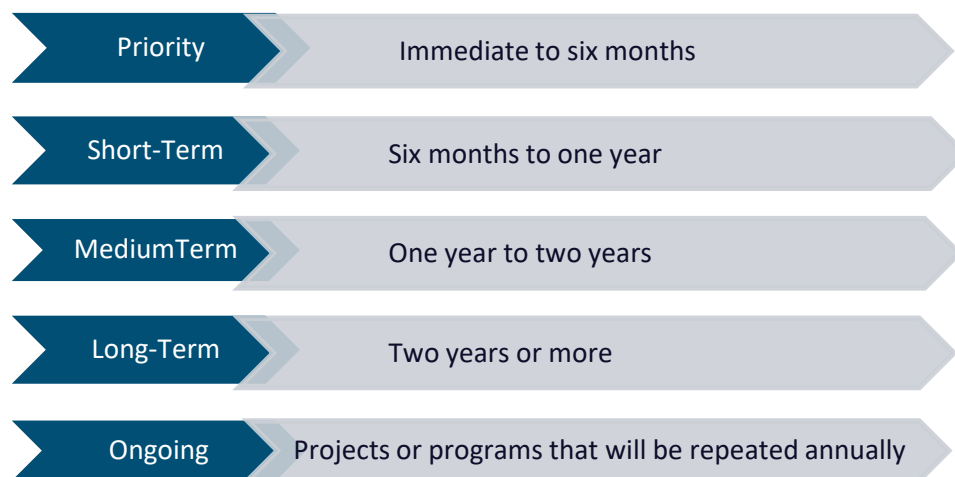 Priority Immediate to six months
Short-Term Six months to one year
MediumTerm One year to two years
Long-Term Two years or more
Ongoing Projects or programs that will be repeated annually